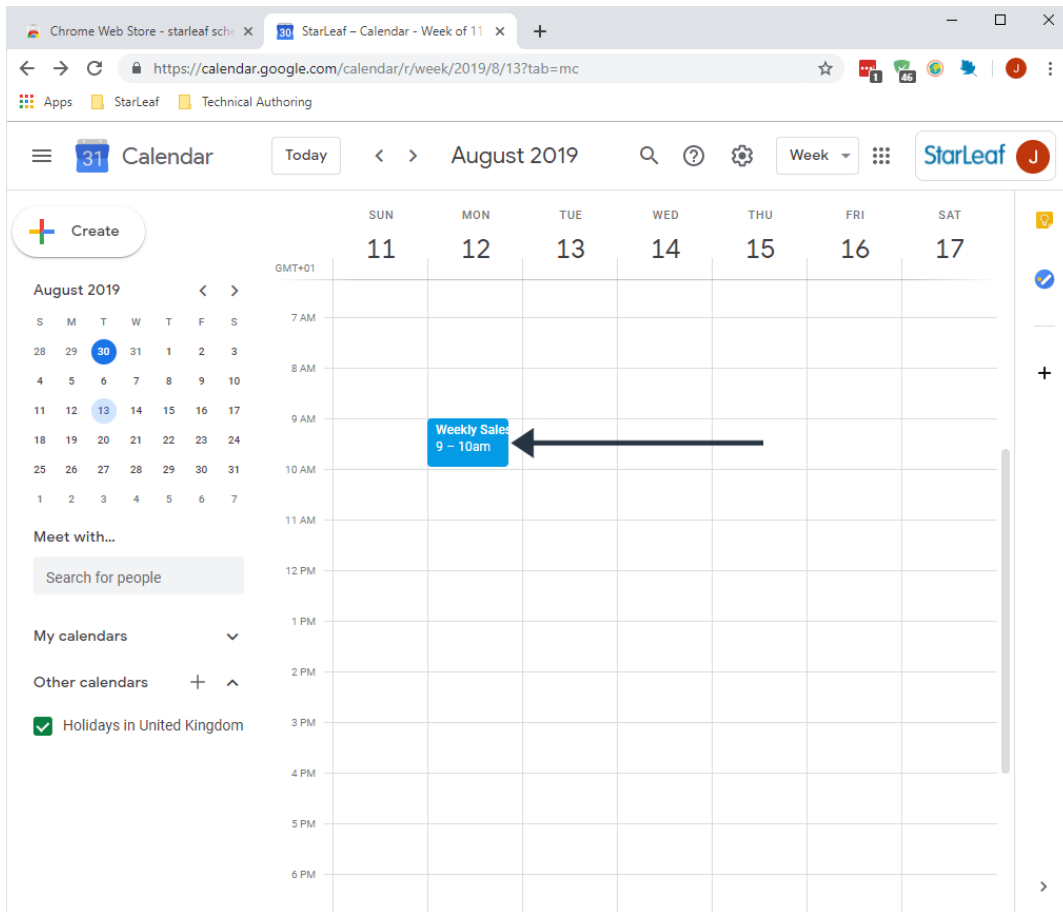 Chrome Web Store - starleaf sche
StarLeaf – Calendar - Week of 11
https://calendar.google.com/calendar/r/week/2019/8/13?tab=mc
1
46
J
Apps
StarLeaf
Technical Authoring
31
Calendar
Today
August 2019
Week
StarLeaf
J
Create
SUN MON TUE WED THU FRI SAT
11 12 13 14 15 16 17
GMT+01
August 2019
S M T W T F S
28 29 30 31 1 2 3
4 5 6 7 8 9 10
11 12 13 14 15 16 17
18 19 20 21 22 23 24
25 26 27 28 29 30 31
1 2 3 4 5 6 7
Meet with...
Search for people
My calendars
Other calendars
Holidays in United Kingdom
7 AM
8 AM
9 AM
Weekly Sales
9 – 10am
10 AM
11 AM
12 PM
1 PM
2 PM
3 PM
4 PM
5 PM
6 PM